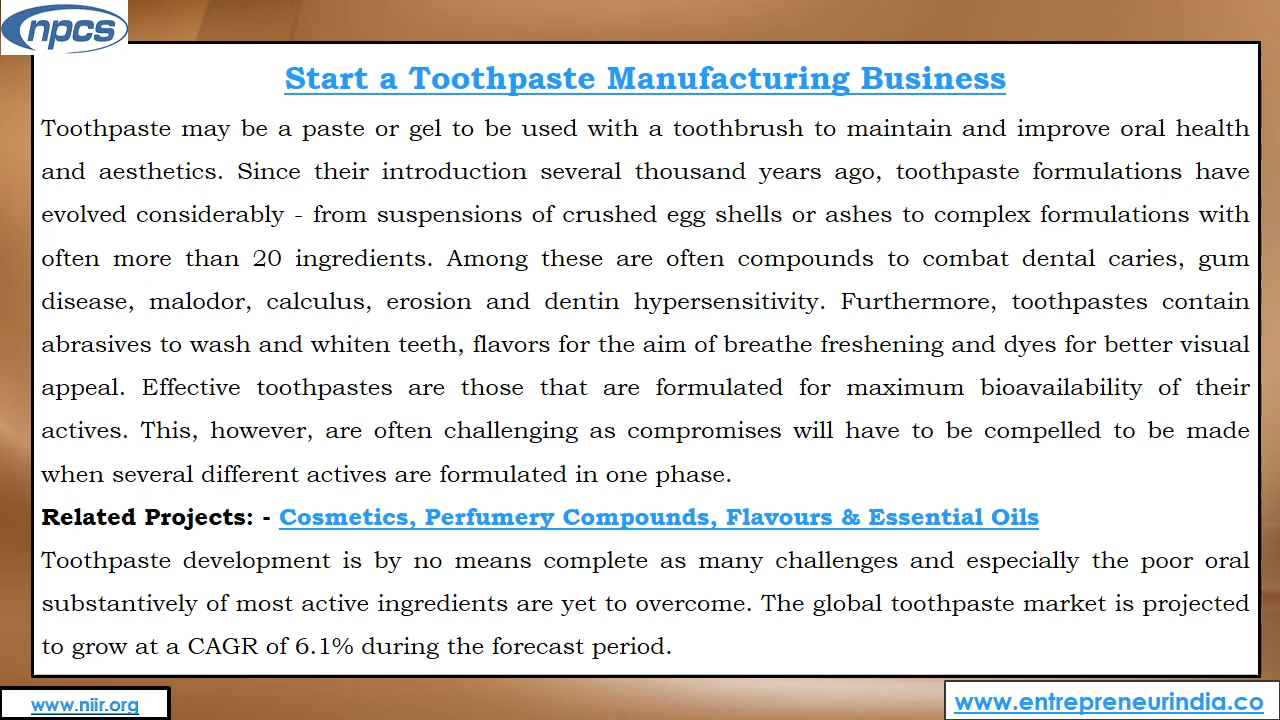 npcs
Start a Toothpaste Manufacturing Business
Toothpaste may be a paste or gel to be used with a toothbrush to maintain and improve oral health
and aesthetics. Since their introduction several thousand years ago, toothpaste formulations have
evolved considerably - from suspensions of crushed egg shells or ashes to complex formulations with
often more than 20 ingredients. Among these are often compounds to combat dental caries, gum
disease, malodor, calculus, erosion and dentin hypersensitivity. Furthermore, toothpastes contain
abrasives to wash and whiten teeth, flavors for the aim of breathe freshening and dyes for better visual
appeal. Effective toothpastes are those that are formulated for maximum bioavailability of their
actives. This, however, are often challenging as compromises will have to be compelled to be made
when several different actives are formulated in one phase.
Related Projects: - Cosmetics, Perfumery Compounds, Flavours & Essential Oils
Toothpaste development is by no means complete as many challenges and especially the poor oral
substantively of most active ingredients are yet to overcome. The global toothpaste market is projected
to grow at a CAGR of 6.1% during the forecast period.
www.niir.org
www.entrepreneurindia.co